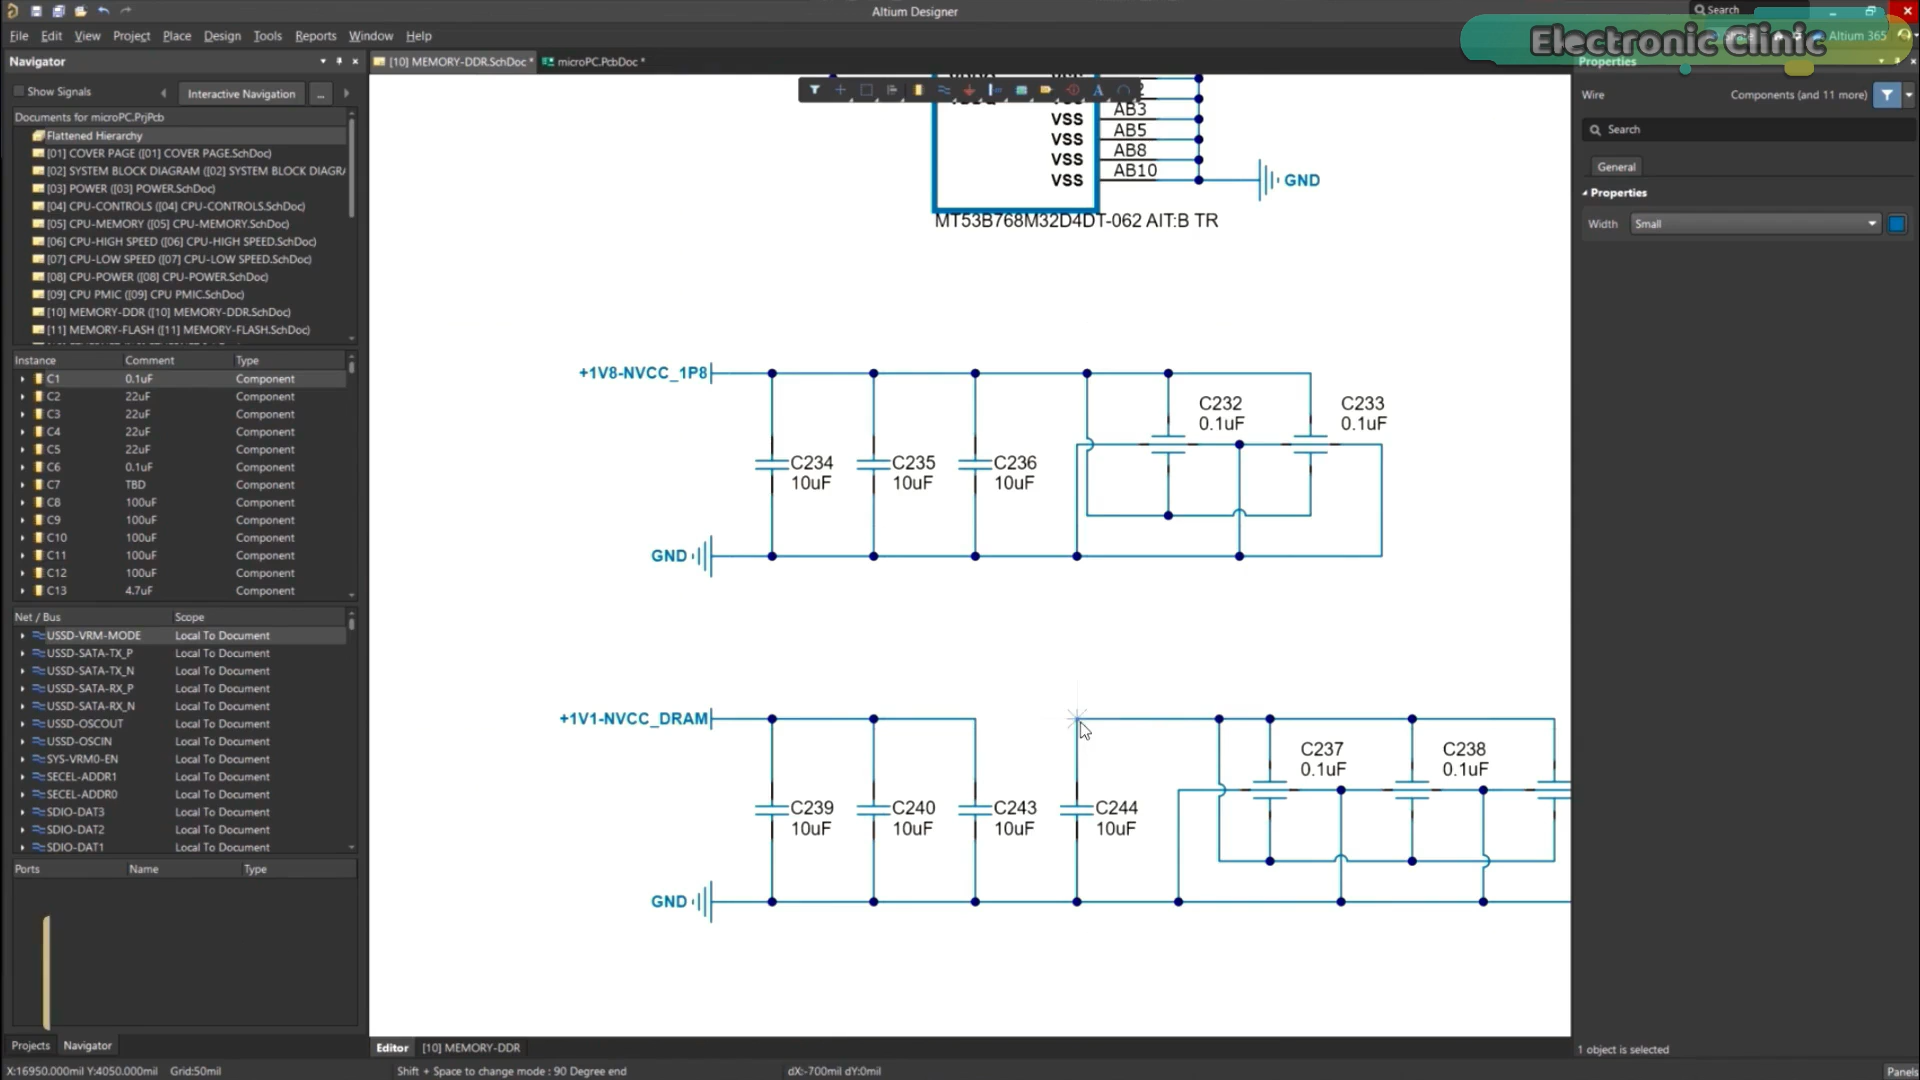 Altium Designer
Search
Electronic Clinic
Altium 365
File Edit View Project Place Design Tools Reports Window Help
Navigator
[10] MEMORY-DDR.SchDoc *
microPC.PcbDoc *
Properties
Show Signals
Interactive Navigation
...
Wire
Components (and 11 more)
Search
General
Properties
Width
Small
Documents for microPC.PrjPcb
Flattened Hierarchy
[01] COVER PAGE ([01] COVER PAGE.SchDoc)
[02] SYSTEM BLOCK DIAGRAM ([02] SYSTEM BLOCK DIAGRA
[03] POWER ([03] POWER.SchDoc)
[04] CPU-CONTROLS ([04] CPU-CONTROLS.SchDoc)
[05] CPU-MEMORY ([05] CPU-MEMORY.SchDoc)
[06] CPU-HIGH SPEED ([06] CPU-HIGH SPEED.SchDoc)
[07] CPU-LOW SPEED ([07] CPU-LOW SPEED.SchDoc)
[08] CPU-POWER ([08] CPU-POWER.SchDoc)
[09] CPU PMIC ([09] CPU PMIC.SchDoc)
[10] MEMORY-DDR ([10] MEMORY-DDR.SchDoc)
[11] MEMORY-FLASH ([11] MEMORY-FLASH.SchDoc)
Instance Comment Type
C1 0.1uF Component
C2 22uF Component
C3 22uF Component
C4 22uF Component
C5 22uF Component
C6 0.1uF Component
C7 TBD Component
C8 100uF Component
C9 100uF Component
C10 100uF Component
C11 100uF Component
C12 100uF Component
C13 4.7uF Component
Net / Bus Scope
USSD-VRM-MODE Local To Document
USSD-SATA-TX_P Local To Document
USSD-SATA-TX_N Local To Document
USSD-SATA-RX_P Local To Document
USSD-SATA-RX_N Local To Document
USSD-OSCOUT Local To Document
USSD-OSCIN Local To Document
SYS-VRM0-EN Local To Document
SECEL-ADDR1 Local To Document
SECEL-ADDR0 Local To Document
SDIO-DAT3 Local To Document
SDIO-DAT2 Local To Document
SDIO-DAT1 Local To Document
Ports Name Type
VSS AB3
VSS AB5
VSS AB8
VSS AB10
GND
MT53B768M32D4DT-062 AIT:B TR
+1V8-NVCC_1P8
C232
0.1uF
C233
0.1uF
C234
10uF
C235
10uF
C236
10uF
GND
+1V1-NVCC_DRAM
C237
0.1uF
C238
0.1uF
C239
10uF
C240
10uF
C243
10uF
C244
10uF
GND
Projects Navigator
Editor [10] MEMORY-DDR
1 object is selected
X:16950.000mil Y:4050.000mil Grid:50mil
Shift + Space to change mode : 90 Degree end
dX:-700mil dY:0mil
Panels